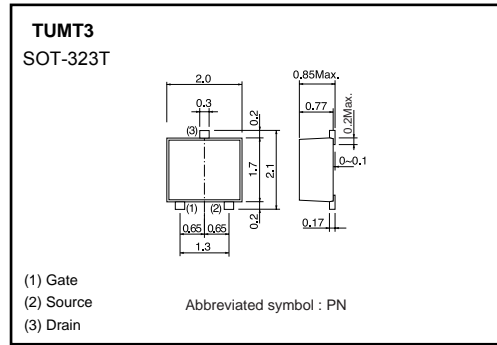 TUMT3
SOT-323T
2.0
0.85Max.
0.3
0.2
0.77
0.2Max.
(3)
1.7
2.1
0~0.1
(1) (2)
0.2
0.17
0.65 0.65
1.3
(1) Gate
(2) Source
(3) Drain
Abbreviated symbol : PN